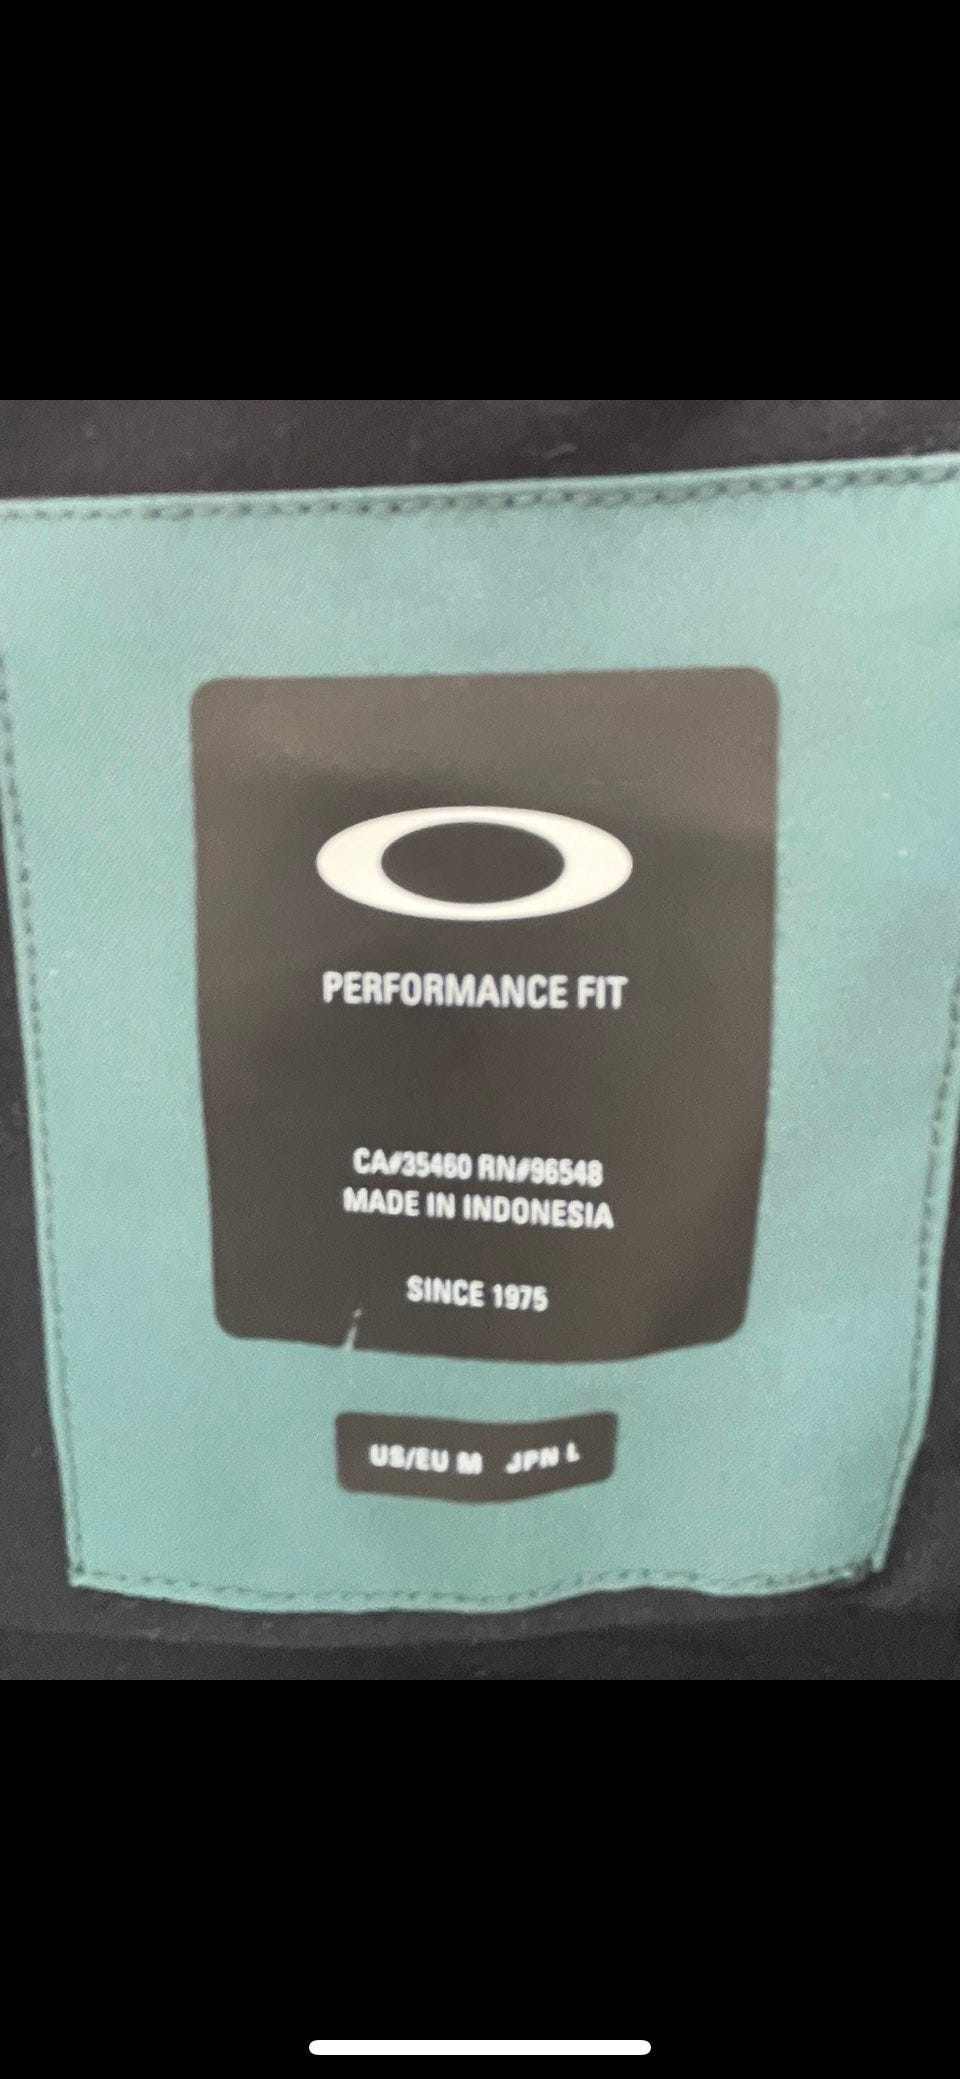 PERFORMANCE FIT
CA#35460 RN#96548
MADE IN INDONESIA
SINCE 1975
US/EU M JPN L